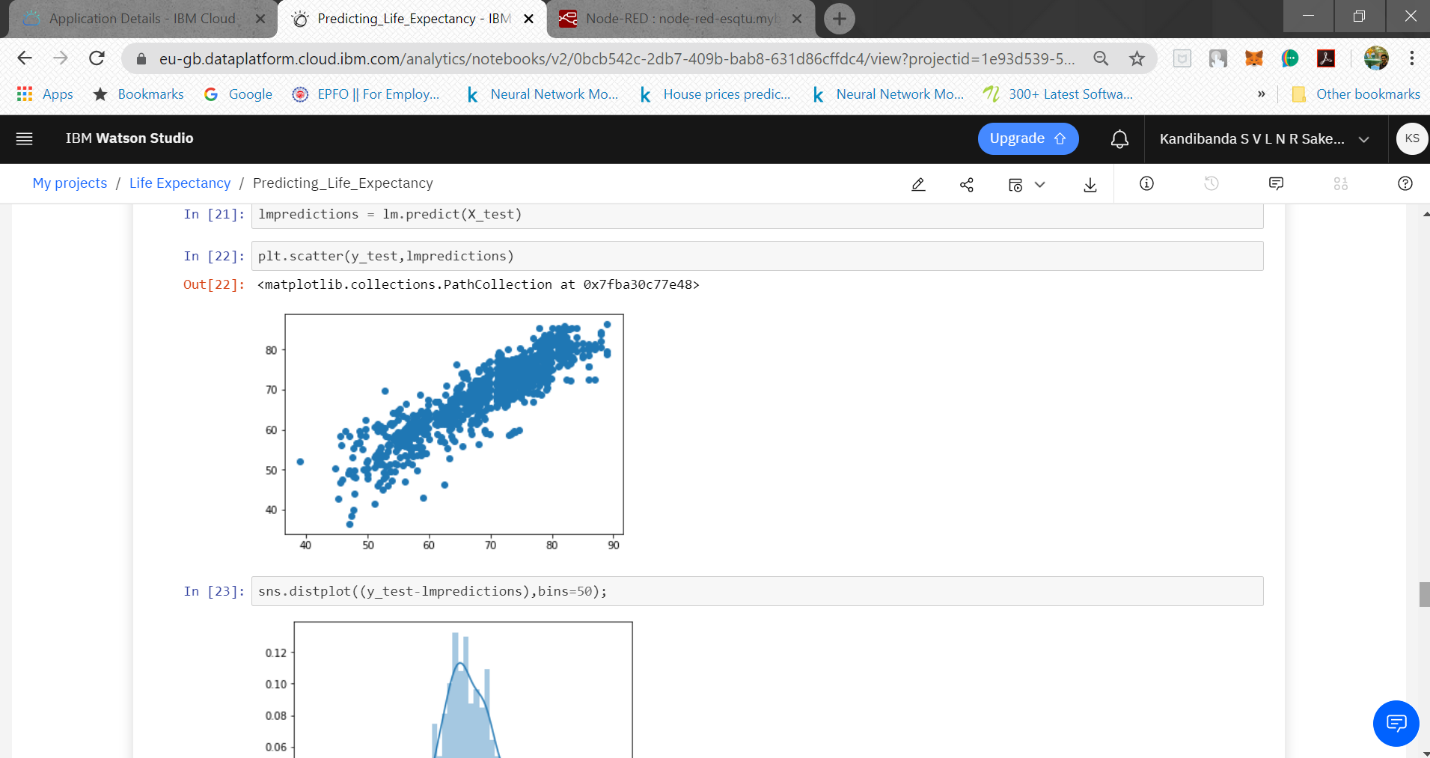 Application Details - IBM Cloud
Predicting_Life_Expectancy - IBM
Node-RED : node-red-esqtu.myb
eu-gb.dataplatform.cloud.ibm.com/analytics/notebooks/v2/0bcb542c-2db7-409b-bab8-631d86cffdc4/view?projectid=1e93d539-5...
Apps Bookmarks Google EPFO || For Employ... Neural Network Mo... House prices predic... Neural Network Mo... 300+ Latest Softwa... » Other bookmarks
IBM Watson Studio Upgrade Kandibanda S V L N R Sake... KS
My projects / Life Expectancy / Predicting_Life_Expectancy
In [21]: lmpredictions = lm.predict(X_test)
In [22]: plt.scatter(y_test,lmpredictions)
Out[22]: <matplotlib.collections.PathCollection at 0x7fba30c77e48>
80
70
60
50
40
40 50 60 70 80 90
In [23]: sns.distplot((y_test-lmpredictions),bins=50);
0.12
0.10
0.08
0.06